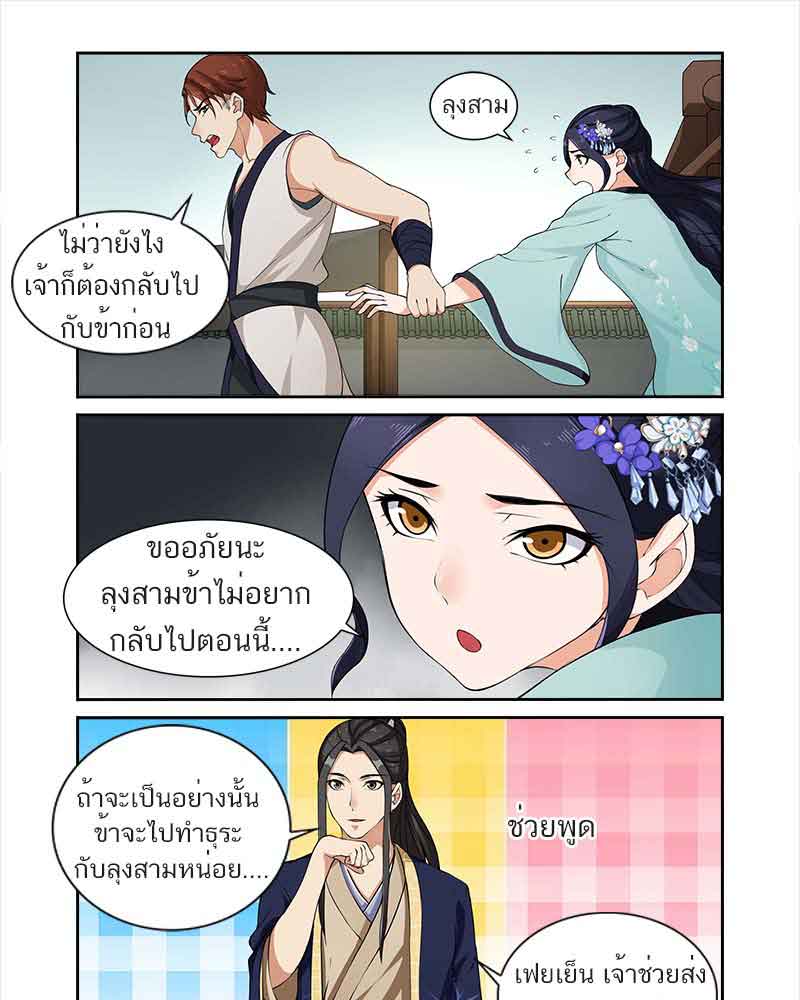 ลุงสาม
ไม่ว่ายังไง
เจ้าก็ต้องกลับไป
กับข้าก่อน
ขออภัยนะ
ลุงสามข้าไม่อยาก
กลับไปตอนนี้....
ถ้าจะเป็นอย่างนั้น
ข้าจะไปทำธุระ
กับลุงสามหน่อย....
ช่วยพูด
เฟยเย็น เจ้าช่วยส่ง